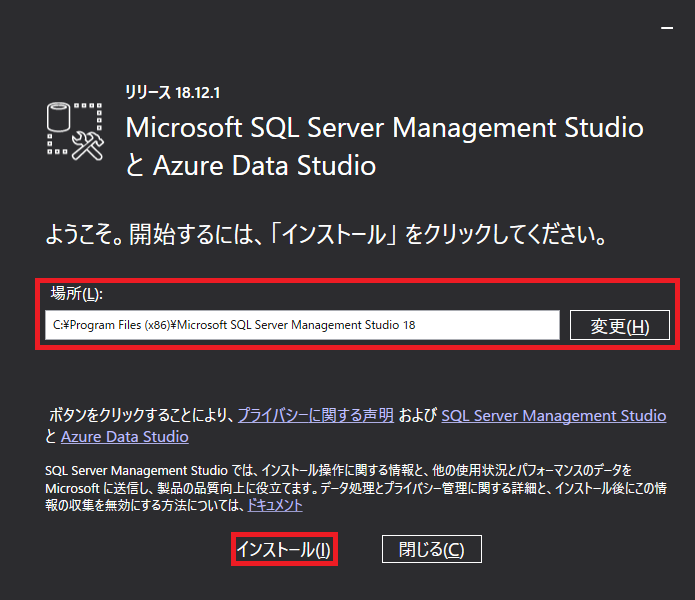 リリース 18.12.1
Microsoft SQL Server Management Studio
と Azure Data Studio
ようこそ。開始するには、「インストール」 をクリックしてください。
場所(L):
C:¥Program Files (x86)¥Microsoft SQL Server Management Studio 18
変更(H)
ボタンをクリックすることにより、プライバシーに関する声明 および SQL Server Management Studio
と Azure Data Studio
SQL Server Management Studio では、インストール操作に関する情報と、他の使用状況とパフォーマンスのデータを
Microsoft に送信し、製品の品質向上に役立てます。データ処理とプライバシー管理に関する詳細と、インストール後にこの情
報の収集を無効にする方法については、ドキュメント
インストール(I)
閉じる(C)